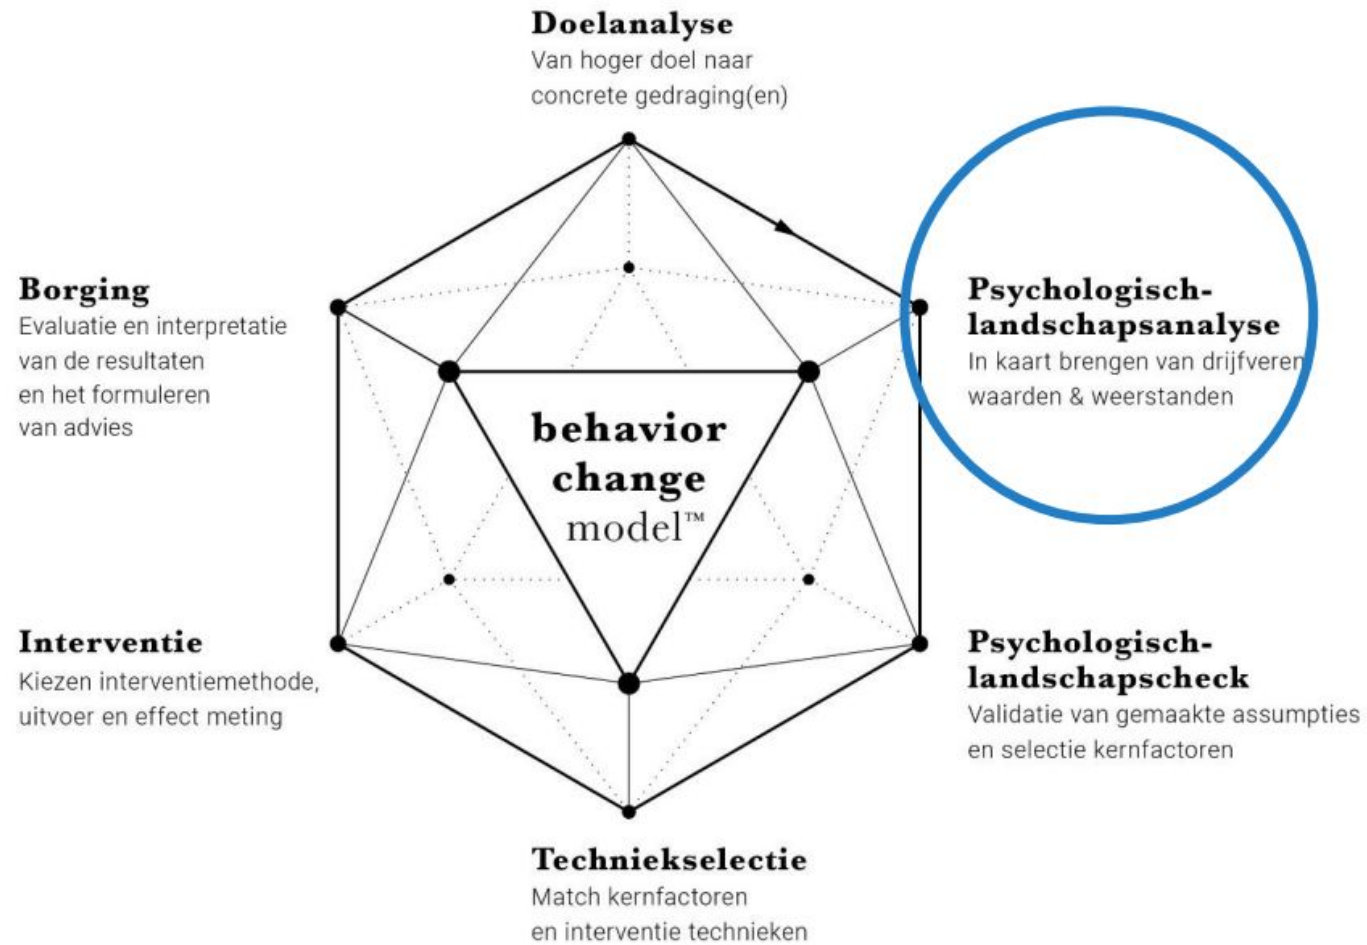 Doelanalyse
Van hoger doel naar
concrete gedraging(en)
Psychologisch-
landschapsanalyse
In kaart brengen van drijfveren
waarden & weerstanden
Psychologisch-
landschapscheck
Validatie van gemaakte assumpties
en selectie kernfactoren
Techniekselectie
Match kernfactoren
en interventie technieken
Interventie
Kiezen interventiemethode,
uitvoer en effect meting
Borging
Evaluatie en interpretatie
van de resultaten
en het formuleren
van advies
behavior
change
model™